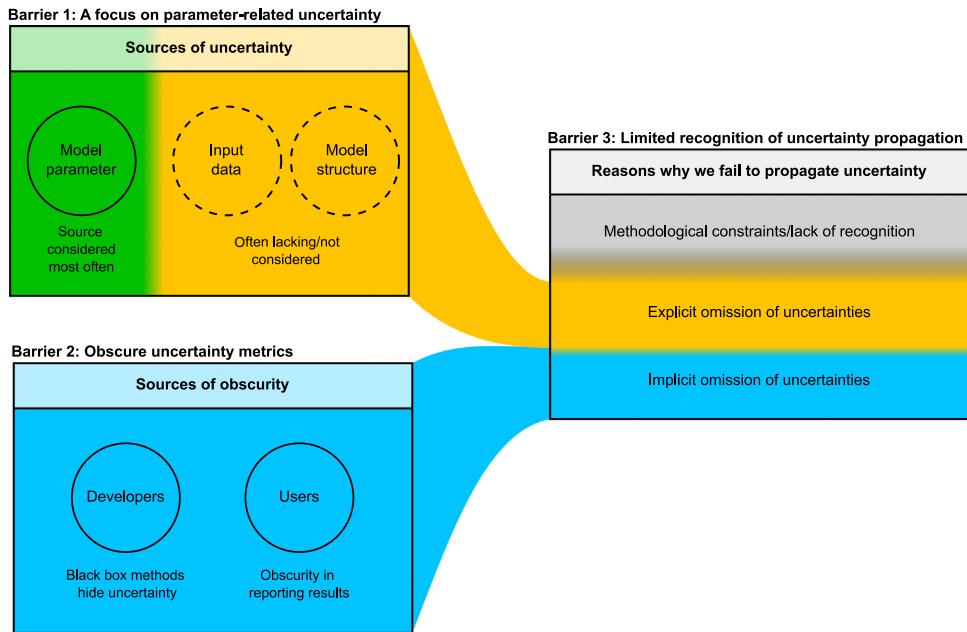 Barrier 1: A focus on parameter-related uncertainty
Sources of uncertainty
Model
parameter
Input
data
Model
structure
Source
considered
most often
Often lacking/not
considered
Barrier 2: Obscure uncertainty metrics
Sources of obscurity
Developers
Users
Black box methods
hide uncertainty
Obscurity in
reporting results
Barrier 3: Limited recognition of uncertainty propagation
Reasons why we fail to propagate uncertainty
Methodological constraints/lack of recognition
Explicit omission of uncertainties
Implicit omission of uncertainties